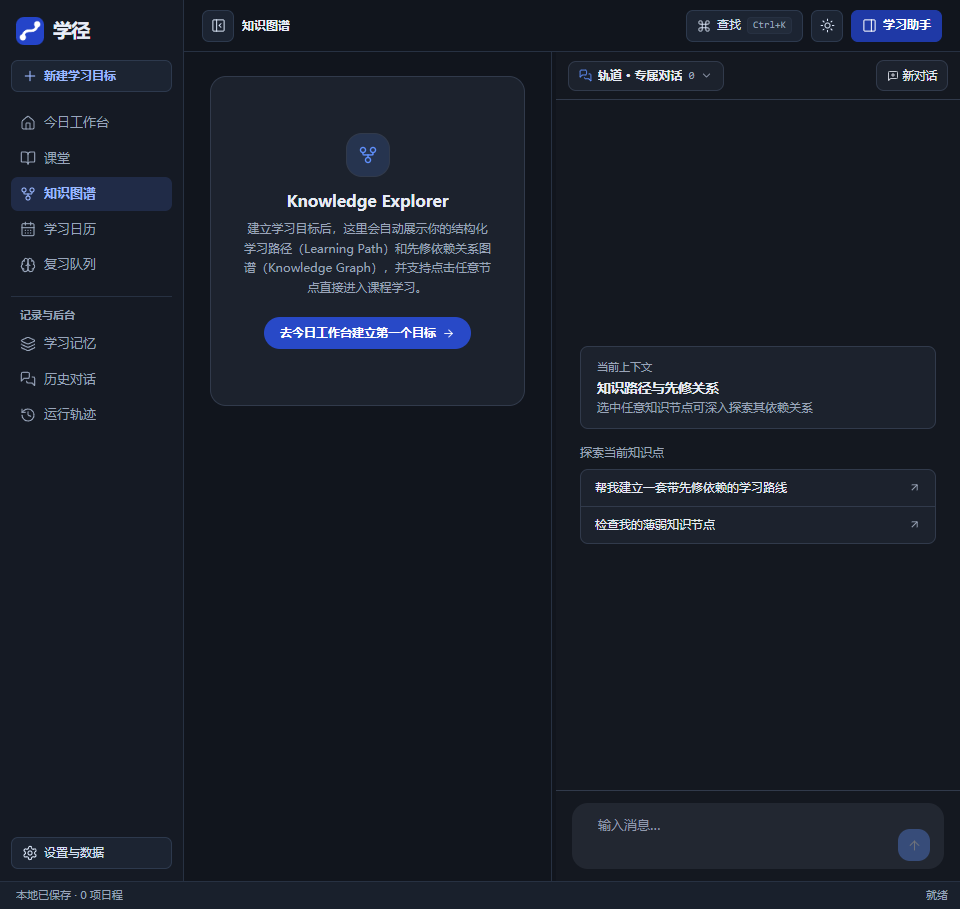 学径
新建学习目标
今日工作台
课堂
知识图谱
学习日历
复习队列
记录与后台
学习记忆
历史对话
运行轨迹
设置与数据
知识图谱
查找 Ctrl+K
学习助手
Knowledge Explorer
建立学习目标后，这里会自动展示你的结构化
学习路径（Learning Path）和先修依赖关系图
谱（Knowledge Graph），并支持点击任意节
点直接进入课程学习。
去今日工作台建立第一个目标 →
轨道 • 专属对话 0
新对话
当前上下文
知识路径与先修关系
选中任意知识节点可深入探索其依赖关系
探索当前知识点
帮我建立一套带先修依赖的学习路线
检查我的薄弱知识节点
输入消息...
本地已保存 · 0 项日程
就绪